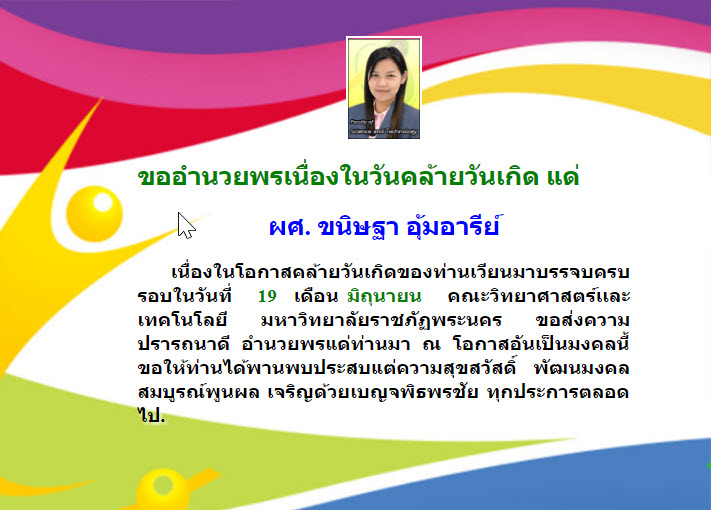 Faculty of
Science and Technology
ขออำนวยพรเนื่องในวันคล้ายวันเกิด แด่
ผศ. ขนิษฐา อุ้มอารีย์
เนื่องในโอกาสคล้ายวันเกิดของท่านเวียนมาบรรจบครบ
รอบในวันที่ 19 เดือน มิถุนายน คณะวิทยาศาสตร์และ
เทคโนโลยี มหาวิทยาลัยราชภัฏพระนคร ขอส่งความ
ปรารถนาดี อำนวยพรแด่ท่านมา ณ โอกาสอันเป็นมงคลนี้
ขอให้ท่านได้พานพบประสบแต่ความสุขสวัสดิ์ พัฒนมงคล
สมบูรณ์พูนผล เจริญด้วยเบญจพิธพรชัย ทุกประการตลอด
ไป.